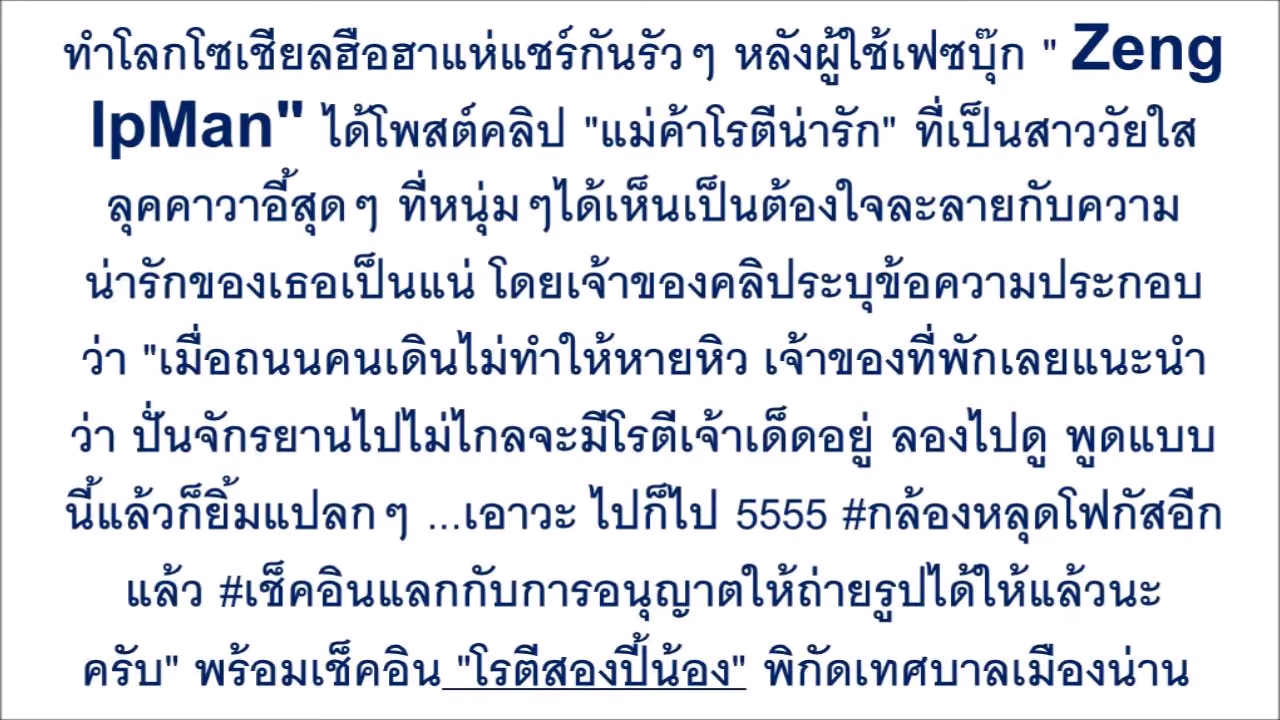 ทำโลกโซเชียลฮือฮาแห่แชร์กันรัวๆ หลังผู้ใช้เฟซบุ๊ก " Zeng
IpMan" ได้โพสต์คลิป "แม่ค้าโรตีน่ารัก" ที่เป็นสาววัยใส
ลุคคาวาอี้สุดๆ ที่หนุ่มๆได้เห็นเป็นต้องใจละลายกับความ
น่ารักของเธอเป็นแน่ โดยเจ้าของคลิประบุข้อความประกอบ
ว่า "เมื่อถนนคนเดินไม่ทำให้หายหิว เจ้าของที่พักเลยแนะนำ
ว่า ปั่นจักรยานไปไม่ไกลจะมีโรตีเจ้าเด็ดอยู่ ลองไปดู พูดแบบ
นี้แล้วก็ยิ้มแปลกๆ ...เอาวะ ไปก็ไป 5555 #กล้องหลุดโฟกัสอีก
แล้ว #เช็คอินแลกกับการอนุญาตให้ถ่ายรูปได้ให้แล้วนะ
ครับ" พร้อมเช็คอิน "โรตีสองปี้น้อง" พิกัดเทศบาลเมืองน่าน